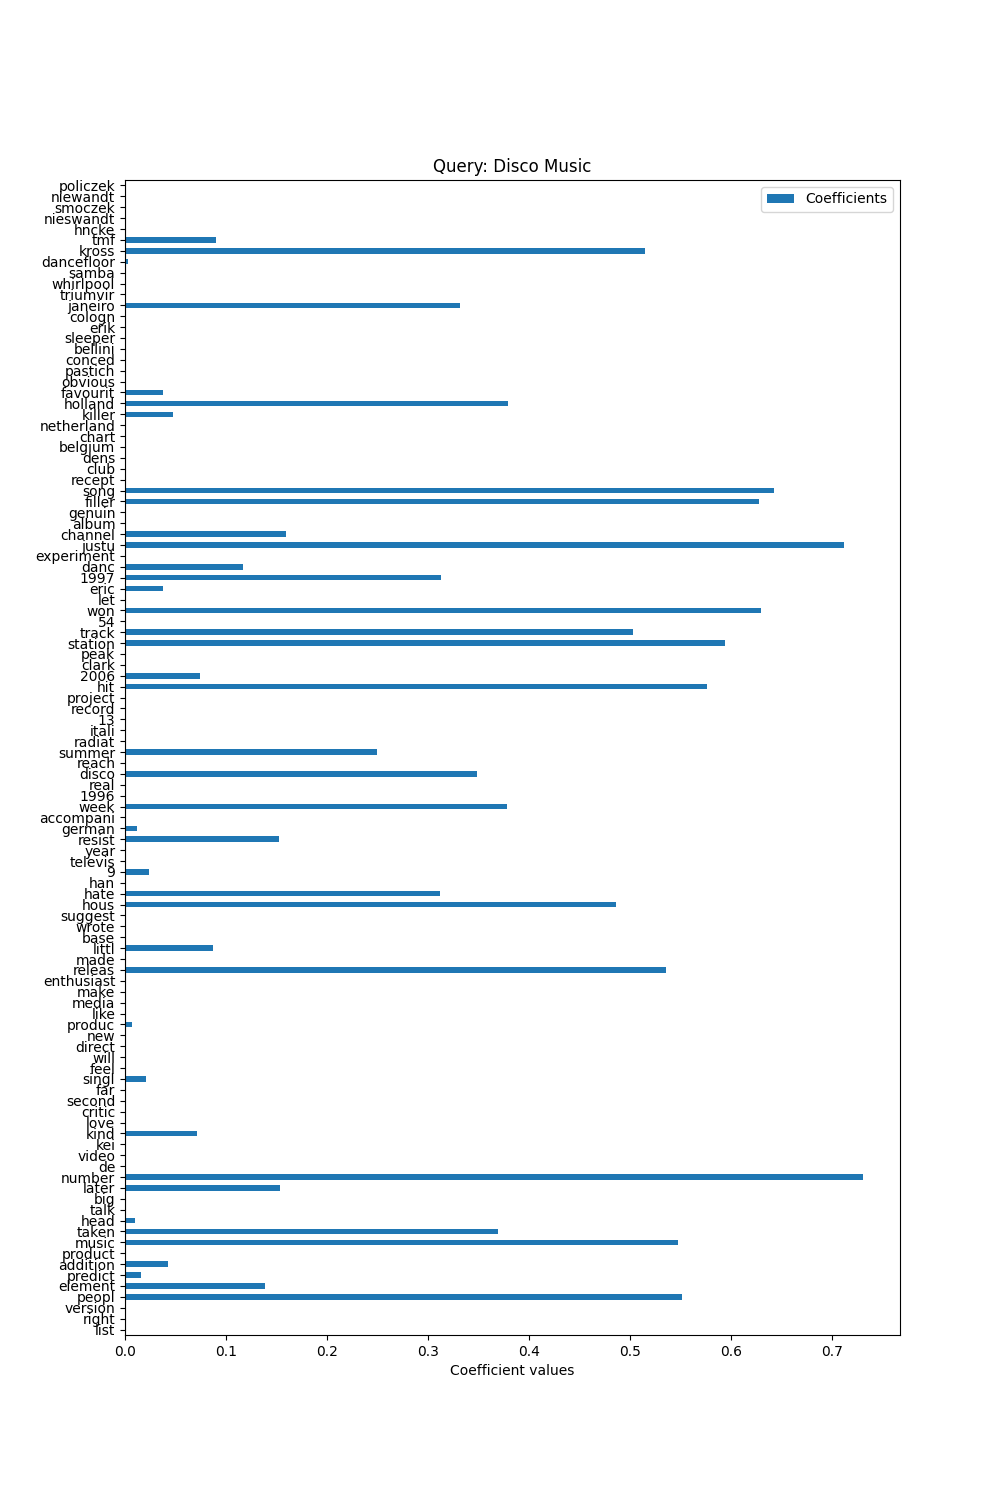 Query: Disco Music
Coefficients
policzek
niewandt
smoczek
nieswandt
hncke
tmf
kross
dancefloor
samba
whirlpool
triumvir
janeiro
cologn
erik
sleeper
bellini
conced
pastich
obvious
favourit
holland
killer
netherland
chart
belgium
dens
club
recept
song
filler
genuin
album
channel
justu
experiment
danc
1997
eric
let
won
54
track
station
peak
clark
2006
hit
project
record
13
itali
radiat
summer
reach
disco
real
1996
week
accompani
german
resist
year
televis
9
han
hate
hous
suggest
wrote
base
littl
made
releas
enthusiast
make
media
like
produc
new
direct
will
feel
singl
far
second
critic
love
kind
kei
video
de
number
later
big
talk
head
taken
music
product
addition
predict
element
peopl
version
right
list
0.0 0.1 0.2 0.3 0.4 0.5 0.6 0.7
Coefficient values